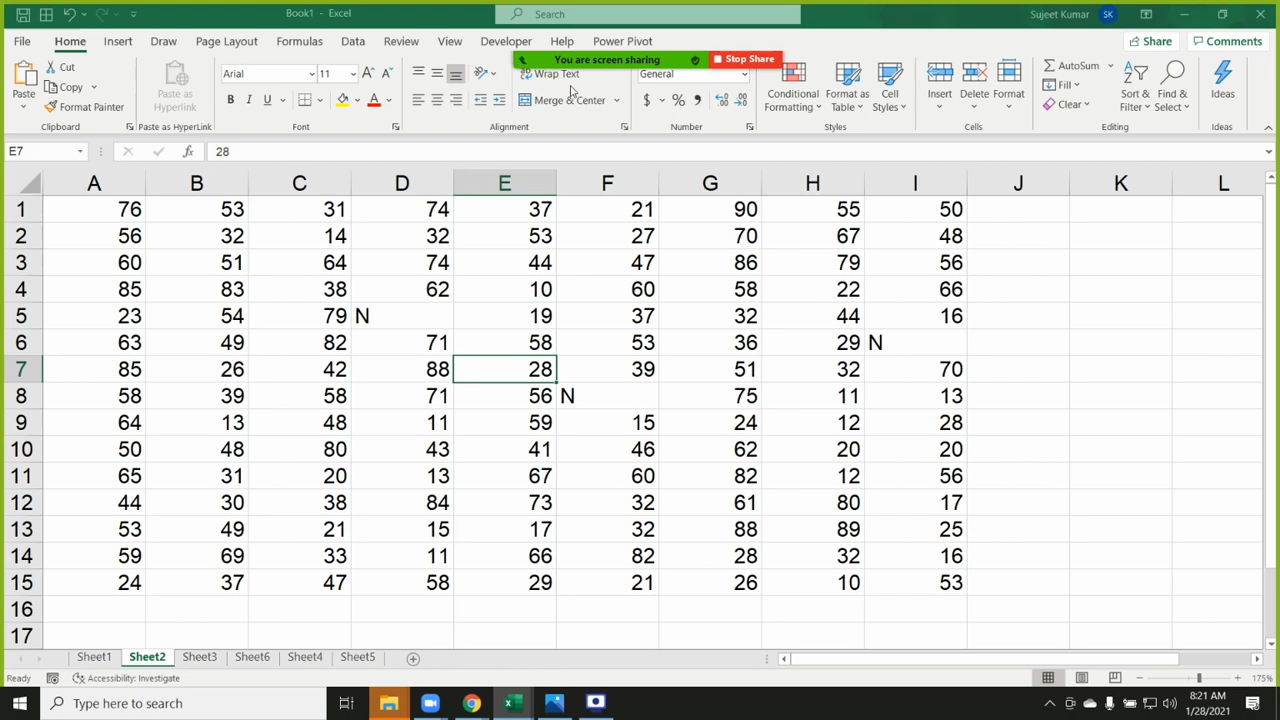 Book1 - Excel
Search
Sujeet Kumar SK
File Home Insert Draw Page Layout Formulas Data Review View Developer Help Power Pivot Share Comments
You are screen sharing Stop Share
Cut
Copy
Format Painter
Paste
Clipboard
Paste as Hyperlink
Paste as Hyperlink
Arial 11
B I U
Font
Wrap Text
Merge & Center
Alignment
General
$ % ,
Number
Conditional Formatting
Format as Table
Cell Styles
Styles
Insert Delete Format
Cells
AutoSum
Fill
Clear
Sort & Filter
Find & Select
Editing
Ideas
Ideas
E7 fx 28
A B C D E F G H I J K L
1 76 53 31 74 37 21 90 55 50
2 56 32 14 32 53 27 70 67 48
3 60 51 64 74 44 47 86 79 56
4 85 83 38 62 10 60 58 22 66
5 23 54 79 N 19 37 32 44 16
6 63 49 82 71 58 53 36 29 N
7 85 26 42 88 28 39 51 32 70
8 58 39 58 71 56 N 75 11 13
9 64 13 48 11 59 15 24 12 28
10 50 48 80 43 41 46 62 20 20
11 65 31 20 13 67 60 82 12 56
12 44 30 38 84 73 32 61 80 17
13 53 49 21 15 17 32 88 89 25
14 59 69 33 11 66 82 28 32 16
15 24 37 47 58 29 21 26 10 53
16
17
Sheet1 Sheet2 Sheet3 Sheet6 Sheet4 Sheet5
Ready Accessibility: Investigate 175%
Type here to search
8:21 AM
1/28/2021